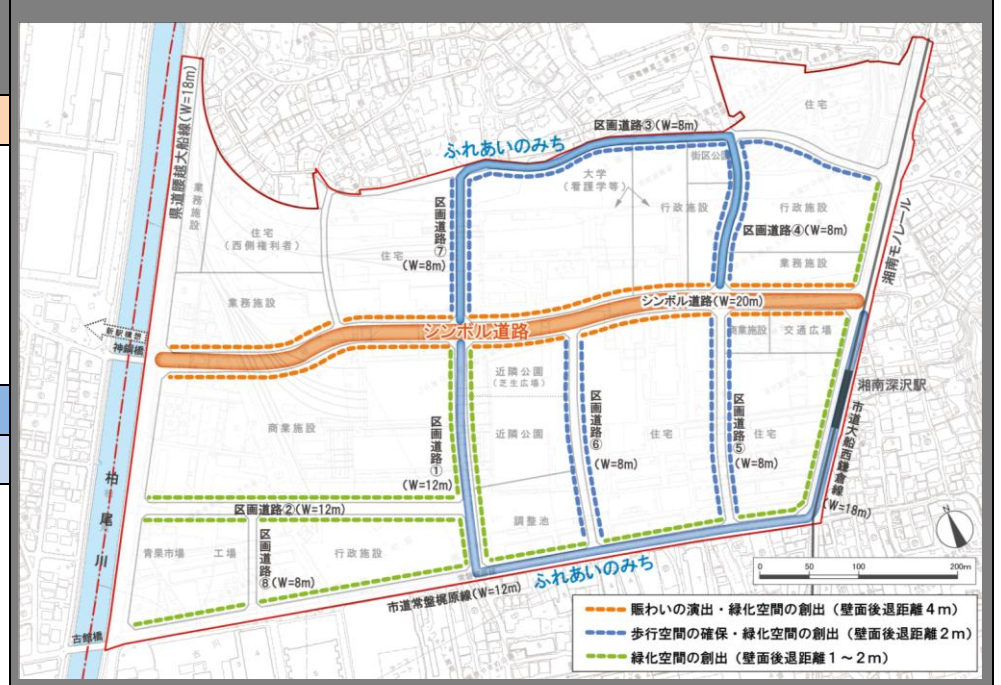 住宅
県道腰越大船線(W=18m)
区画道路③(W=8m)
ふれあいのみち
街区公園
大学
(看護学等)
業務施設
行政施設
行政施設
湘南モノレール
区画道路⑦
(W=8m)
住宅
(西側権利者)
住宅
区画道路④(W=8m)
業務施設
業務施設
シンボル道路(W=20m)
シンボル道路
商業施設
交通広場
神鋼橋
近隣公園
(芝生広場)
湘南深沢駅
商業施設
区画道路①
(W=12m)
近隣公園
区画道路⑥
(W=8m)
住宅
区画道路⑤
(W=8m)
住宅
市道大船西鎌倉線
(W=18m)
柏尾川
区画道路②(W=12m)
調整池
青果市場
工場
区画道路⑧(W=8m)
行政施設
ふれあいのみち
市道常盤梶原線(W=12m)
古館橋
N
0 50 100 200m
賑わいの演出・緑化空間の創出(壁面後退距離4m)
歩行空間の確保・緑化空間の創出(壁面後退距離2m)
緑化空間の創出(壁面後退距離1～2m)